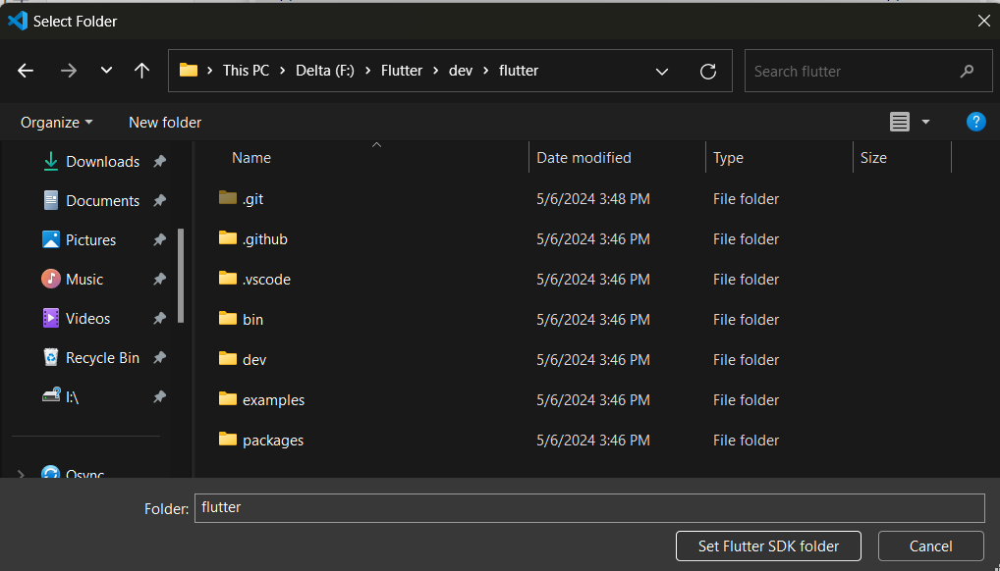 Select Folder
This PC > Delta (F:) > Flutter > dev > flutter
Search flutter
Organize New folder
?
Name Date modified Type Size
Downloads
Documents
Pictures
Music
Videos
Recycle Bin
I:\
Qsync
.git 5/6/2024 3:48 PM File folder
.github 5/6/2024 3:46 PM File folder
.vscode 5/6/2024 3:46 PM File folder
bin 5/6/2024 3:46 PM File folder
dev 5/6/2024 3:46 PM File folder
examples 5/6/2024 3:46 PM File folder
packages 5/6/2024 3:46 PM File folder
Folder: flutter
Set Flutter SDK folder Cancel